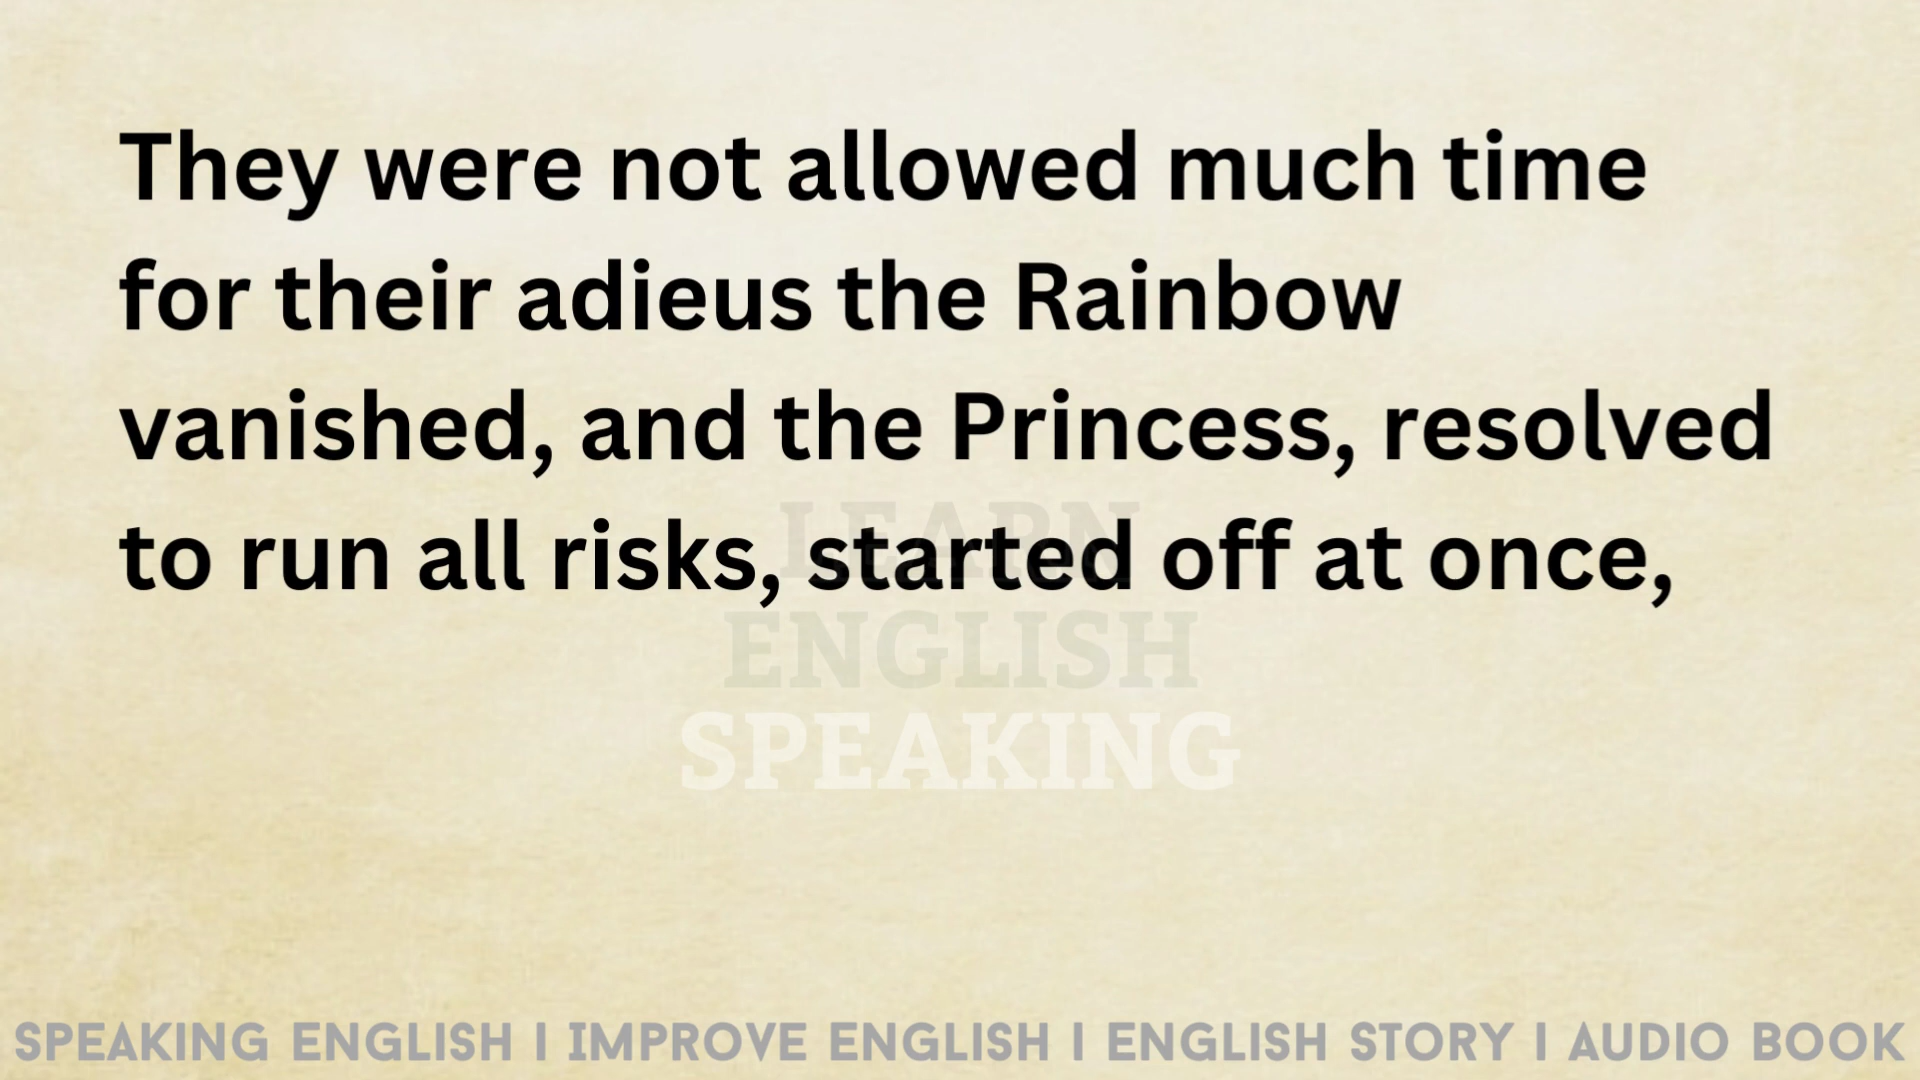 They were not allowed much time
for their adieus the Rainbow
vanished, and the Princess, resolved
to run all risks, started off at once,
LEARN
ENGLISH
SPEAKING
SPEAKING ENGLISH I IMPROVE ENGLISH I ENGLISH STORY I AUDIO BOOK